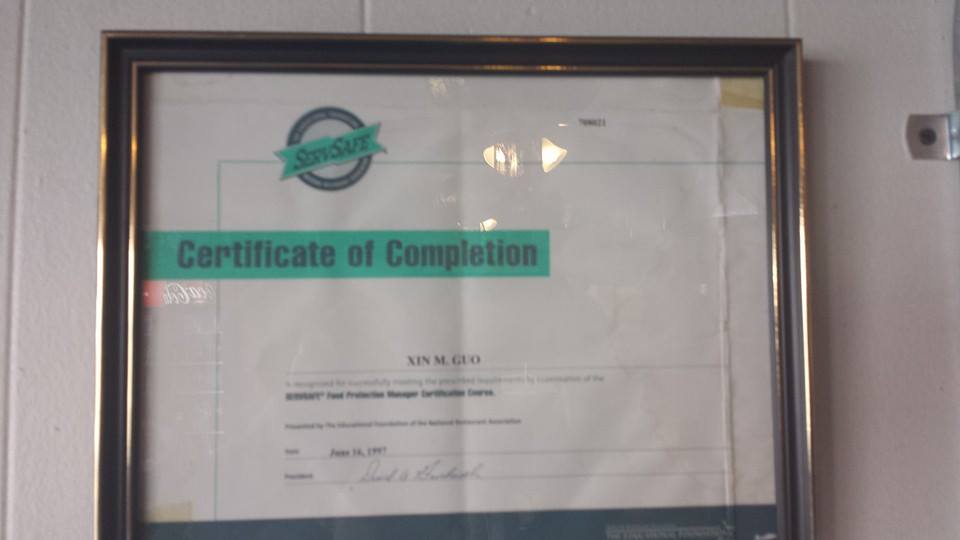 708021
SERVSAFE
Certificate of Completion
XIN M. GUO
is recognized for successfully meeting the prescribed requirements by examination of the
SERVSAFE® Food Protection Manager Certification Course.
Presented by The Educational Foundation of the National Restaurant Association
Date June 16, 1997
President